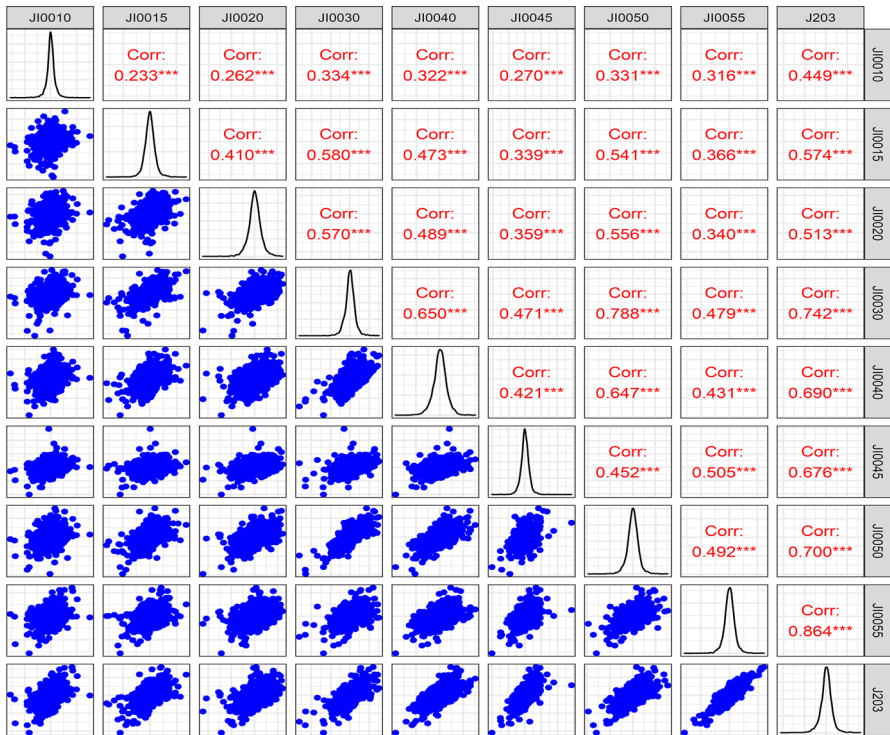 JI0010 JI0015 JI0020 JI0030 JI0040 JI0045 JI0050 JI0055 J203
Corr: Corr: Corr: Corr: Corr: Corr: Corr: Corr:
0.233*** 0.262*** 0.334*** 0.322*** 0.270*** 0.331*** 0.316*** 0.449***
JI0010
Corr: Corr: Corr: Corr: Corr: Corr: Corr:
0.410*** 0.580*** 0.473*** 0.339*** 0.541*** 0.366*** 0.574***
JI0015
Corr: Corr: Corr: Corr: Corr: Corr:
0.570*** 0.489*** 0.359*** 0.556*** 0.340*** 0.513***
JI0020
Corr: Corr: Corr: Corr: Corr:
0.650*** 0.471*** 0.788*** 0.479*** 0.742***
JI0030
Corr: Corr: Corr: Corr:
0.421*** 0.647*** 0.431*** 0.690***
JI0040
Corr: Corr: Corr:
0.452*** 0.505*** 0.676***
JI0045
Corr: Corr:
0.492*** 0.700***
JI0050
Corr:
0.864***
JI0055
J203